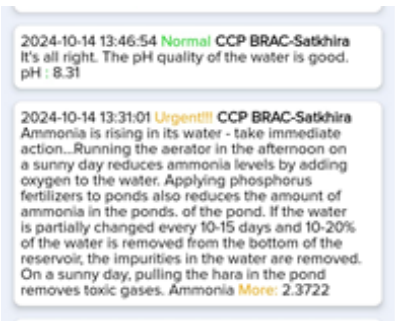 2024-10-14 13:46:54 Normal CCP BRAC-Satkhira
It's all right. The pH quality of the water is good.
pH : 8.31
2024-10-14 13:31:01 Urgent!!! CCP BRAC-Satkhira
Ammonia is rising in its water - take immediate
action...Running the aerator in the afternoon on
a sunny day reduces ammonia levels by adding
oxygen to the water. Applying phosphorus
fertilizers to ponds also reduces the amount of
ammonia in the ponds. of the pond. If the water
is partially changed every 10-15 days and 10-20%
of the water is removed from the bottom of the
reservoir, the impurities in the water are removed.
On a sunny day, pulling the hara in the pond
removes toxic gases. Ammonia More: 2.3722